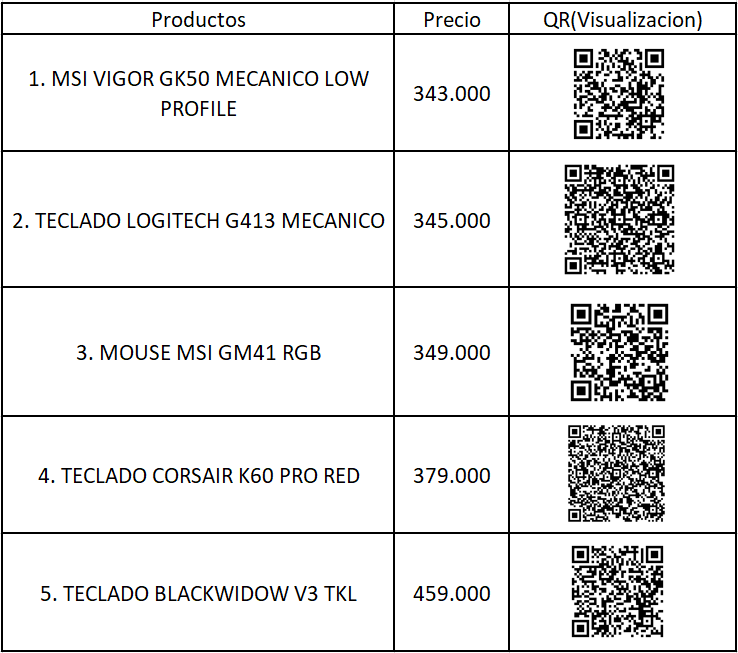 Productos Precio QR(Visualizacion)
1. MSI VIGOR GK50 MECANICO LOW
PROFILE
343.000
2. TECLADO LOGITECH G413 MECANICO 345.000
3. MOUSE MSI GM41 RGB 349.000
4. TECLADO CORSAIR K60 PRO RED 379.000
5. TECLADO BLACKWIDOW V3 TKL 459.000